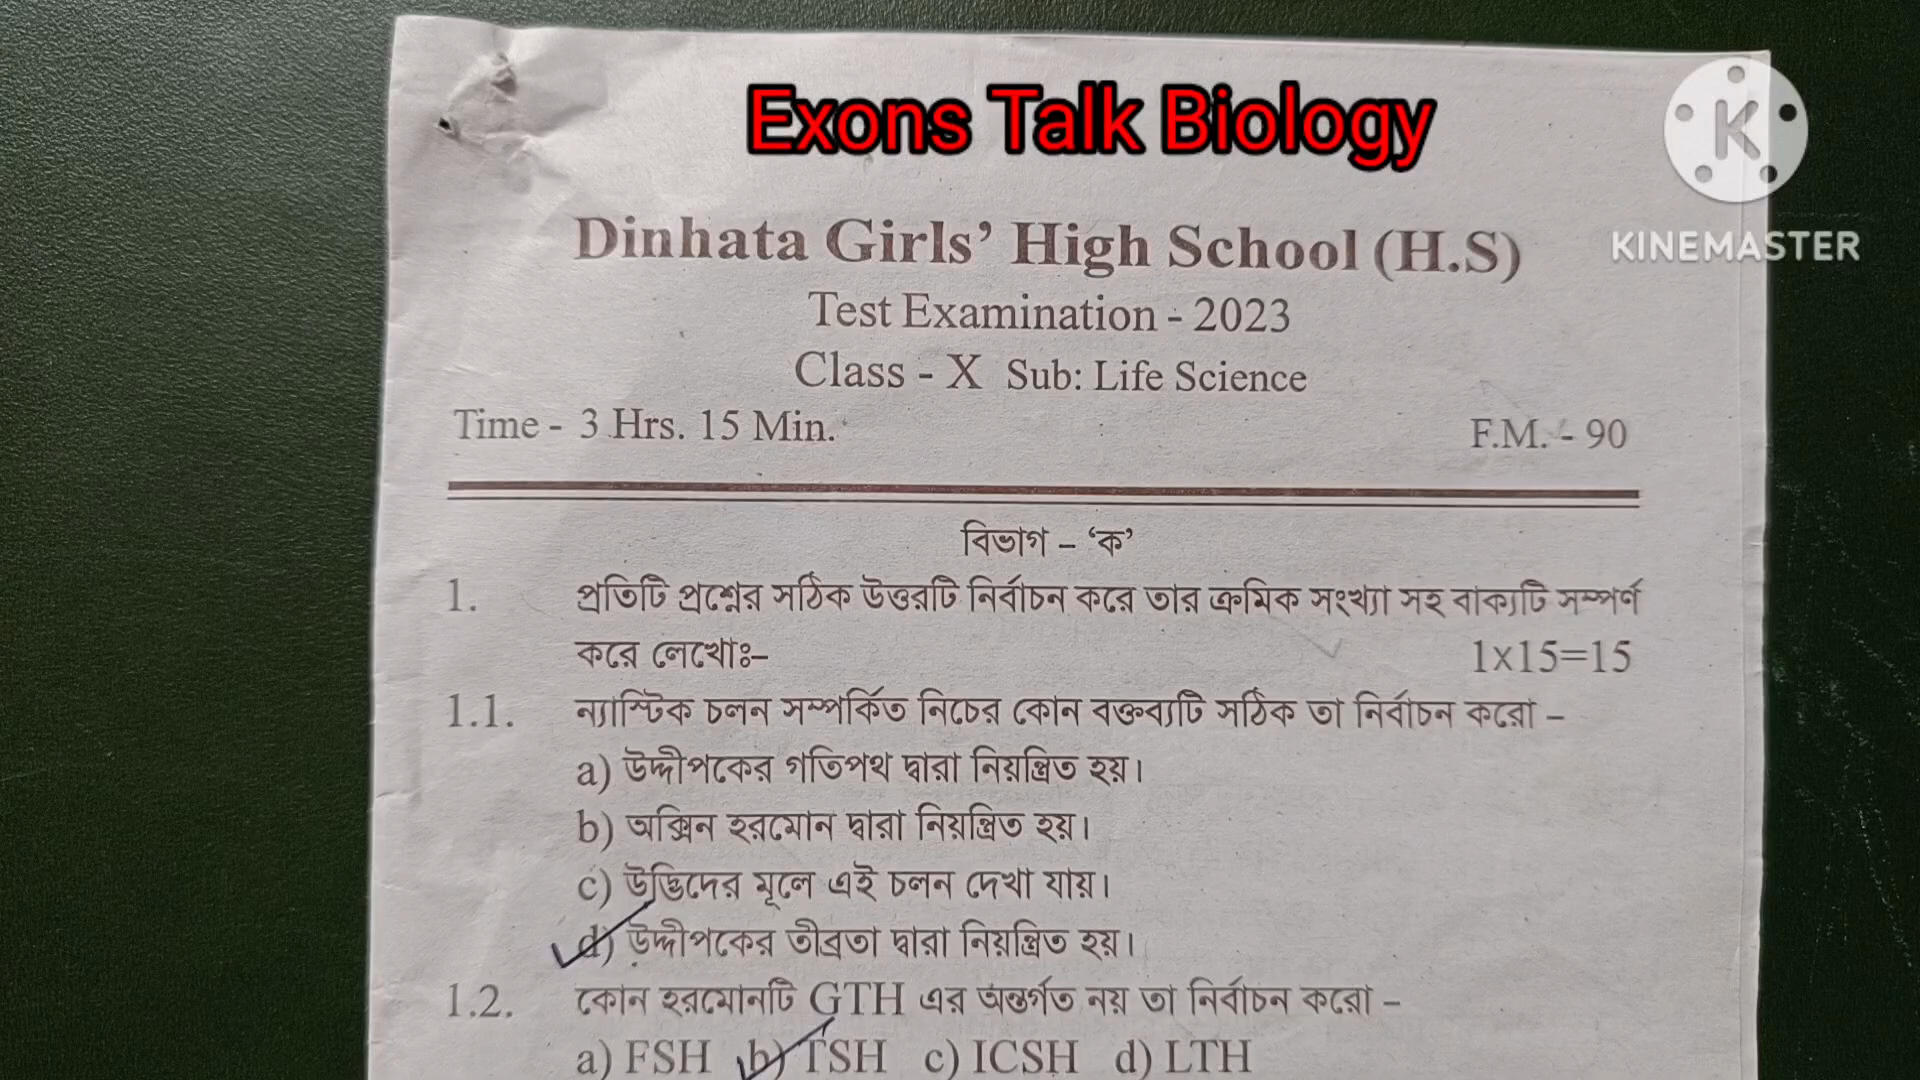 Exons Talk Biology
K
KINEMASTER
Dinhata Girls’ High School (H.S)
Test Examination - 2023
Class - X Sub: Life Science
Time - 3 Hrs. 15 Min.
F.M. - 90
বিভাগ – ‘ক’
1. প্রতিটি প্রশ্নের সঠিক উত্তরটি নির্বাচন করে তার ক্রমিক সংখ্যা সহ বাক্যটি সম্পর্ণ
করে লেখোঃ– 1x15=15
1.1. ন্যাস্টিক চলন সম্পর্কিত নিচের কোন বক্তব্যটি সঠিক তা নির্বাচন করো –
a) উদ্দীপকের গতিপথ দ্বারা নিয়ন্ত্রিত হয়।
b) অক্সিন হরমোন দ্বারা নিয়ন্ত্রিত হয়।
c) উদ্ভিদের মূলে এই চলন দেখা যায়।
d) উদ্দীপকের তীব্রতা দ্বারা নিয়ন্ত্রিত হয়।
1.2. কোন হরমোনটি GTH এর অন্তর্গত নয় তা নির্বাচন করো –
a) FSH b) TSH c) ICSH d) LTH